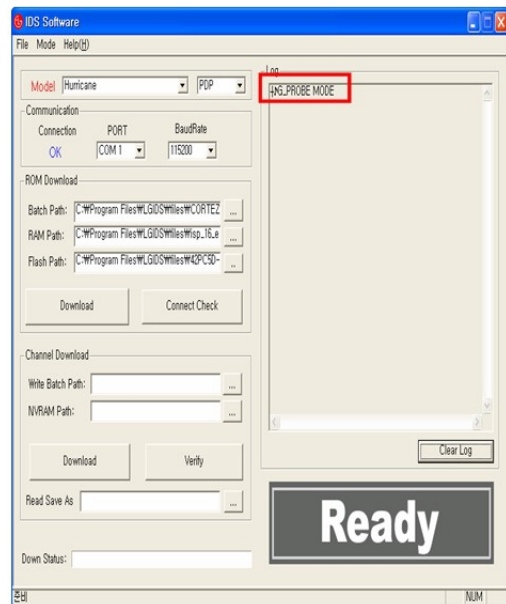 IDS Software
File Mode Help(H)
Model Hurricane PDP
Communication
Connection PORT BaudRate
OK COM 1 115200
ROM Download
Batch Path: C:₩Program Files₩LGIDS₩files₩CORTEZ ...
RAM Path: C:₩Program Files₩LGIDS₩files₩isp_16_e ...
Flash Path: C:₩Program Files₩LGIDS₩files₩42PC5D- ...
Download Connect Check
Channel Download
Write Batch Path: ...
NVRAM Path: ...
Download Verify
Read Save As ...
Down Status:
Log
PROBE MODE
Clear Log
Ready
준비 NUM